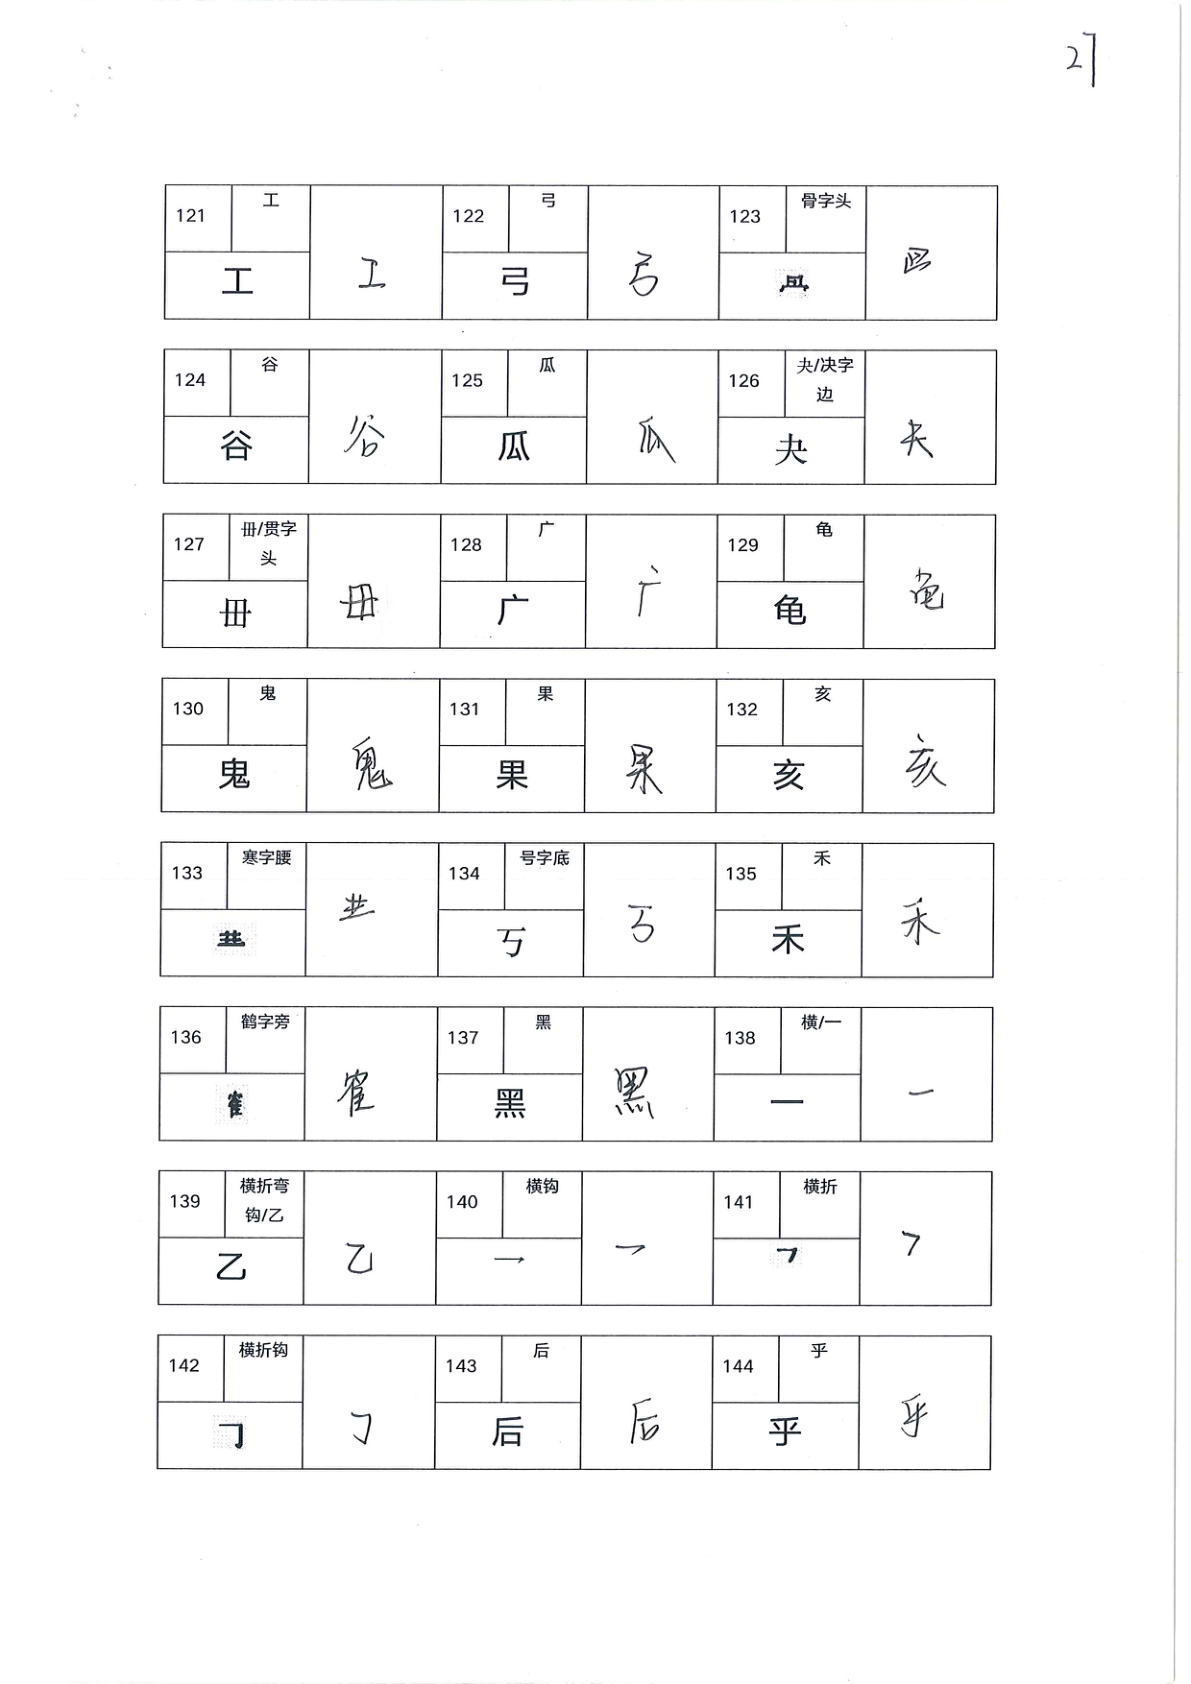 27
121 工 工 工 122 弓 弓 弓 123 骨字头
124 谷 谷 谷 125 瓜 瓜 瓜 126 夬/决字边 夬 夬
127 毌/贯字头 毌 毌 128 广 广 广 129 龟 龟 龟
130 鬼 鬼 鬼 131 果 果 果 132 亥 亥 亥
133 寒字腰 134 号字底 丂 丂 135 禾 禾 禾
136 鹤字旁 隺 隺 137 黑 黑 黑 138 横/一 一 一
139 横折弯钩/乙 乙 乙 140 横钩 乛 乛 141 横折 𠃍 𠃍
142 横折钩 𠃌 𠃌 143 后 后 后 144 乎 乎 乎